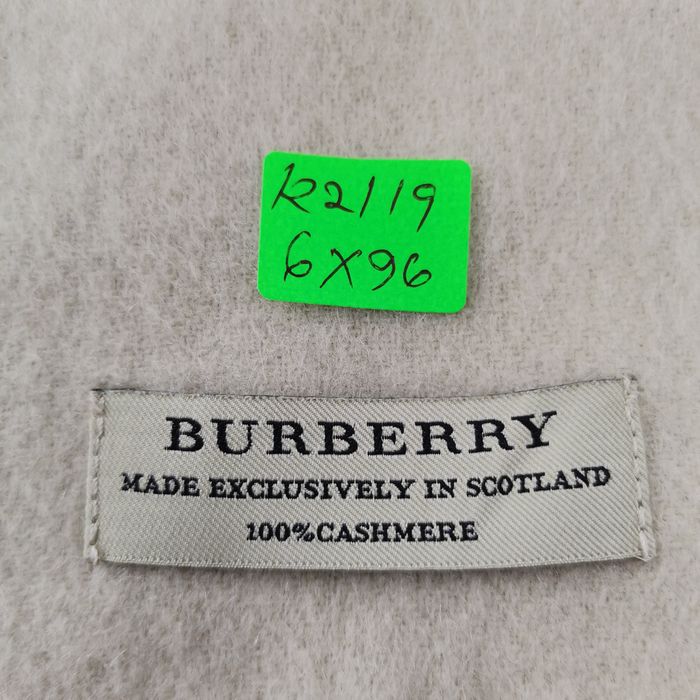 K2119
6X96
BURBERRY
MADE EXCLUSIVELY IN SCOTLAND
100%CASHMERE